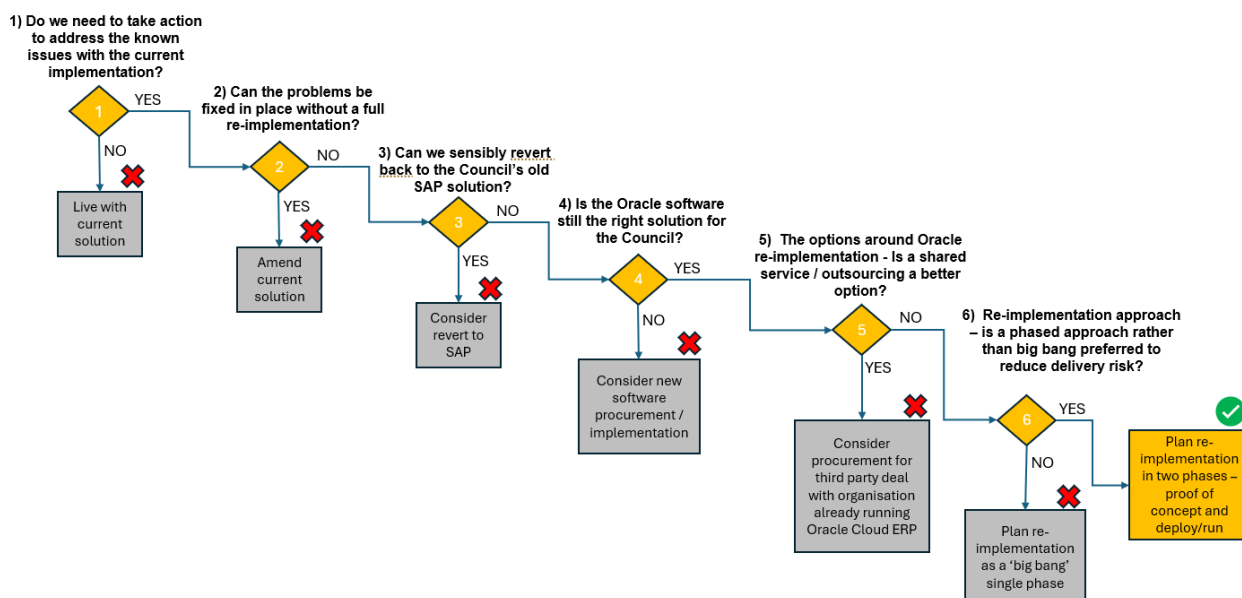 1) Do we need to take action
to address the known
issues with the current
implementation?
1
YES
NO
Live with
current
solution
2) Can the problems be
fixed in place without a full
re-implementation?
2
NO
YES
Amend
current
solution
3) Can we sensibly revert
back to the Council's old
SAP solution?
3
NO
YES
Consider
revert to
SAP
4) Is the Oracle software
still the right solution for
the Council?
4
YES
NO
Consider new
software
procurement /
implementation
5) The options around Oracle
re-implementation - Is a shared
service / outsourcing a better
option?
5
NO
YES
Consider
procurement for
third party deal
with organisation
already running
Oracle Cloud ERP
6) Re-implementation approach
– is a phased approach rather
than big bang preferred to
reduce delivery risk?
6
YES
NO
Plan re-
implementation
as a 'big bang'
single phase
Plan re-
implementation
in two phases –
proof of
concept and
deploy/run